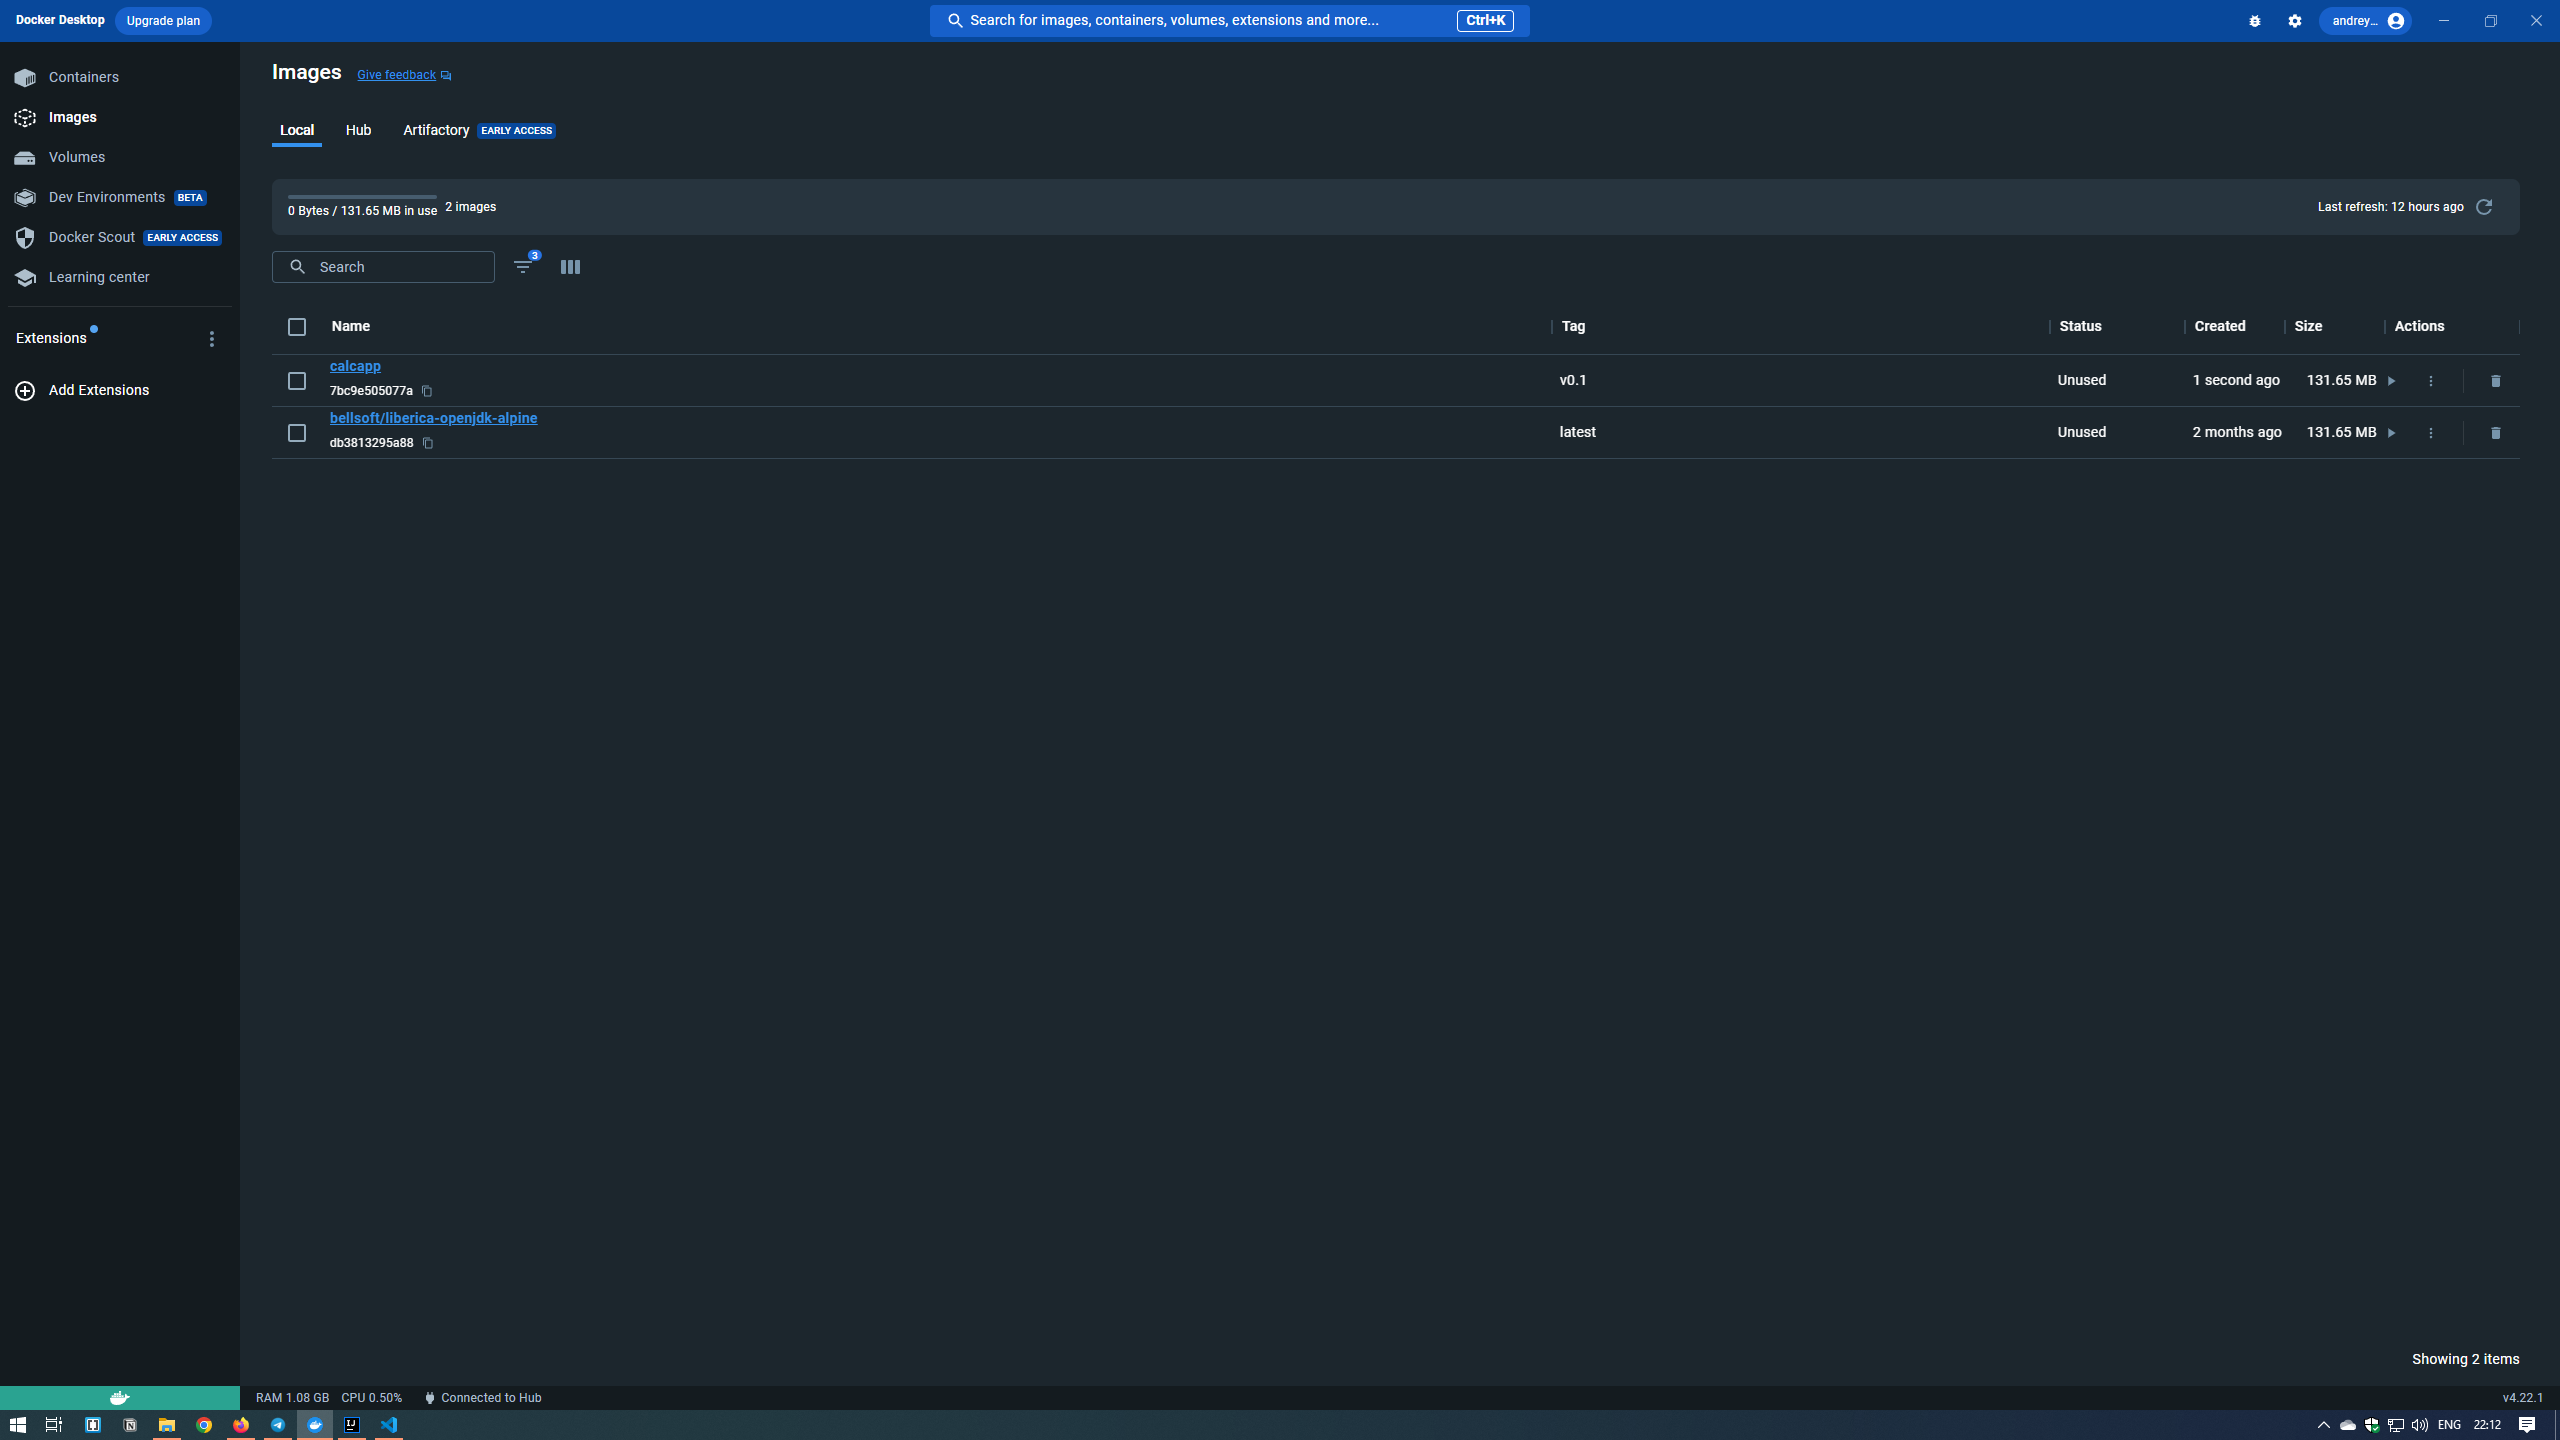 Docker Desktop Upgrade plan Search for images, containers, volumes, extensions and more... Ctrl+K andrey...
Containers
Images
Volumes
Dev Environments BETA
Docker Scout EARLY ACCESS
Learning center
Extensions
Add Extensions
Images Give feedback
Local Hub Artifactory EARLY ACCESS
0 Bytes / 131.65 MB in use 2 images Last refresh: 12 hours ago
Search 3
Name Tag Status Created Size Actions
calcapp
7bc9e505077a v0.1 Unused 1 second ago 131.65 MB
bellsoft/liberica-openjdk-alpine
db3813295a88 latest Unused 2 months ago 131.65 MB
Showing 2 items
RAM 1.08 GB CPU 0.50% Connected to Hub v4.22.1
IJ ENG 22:12